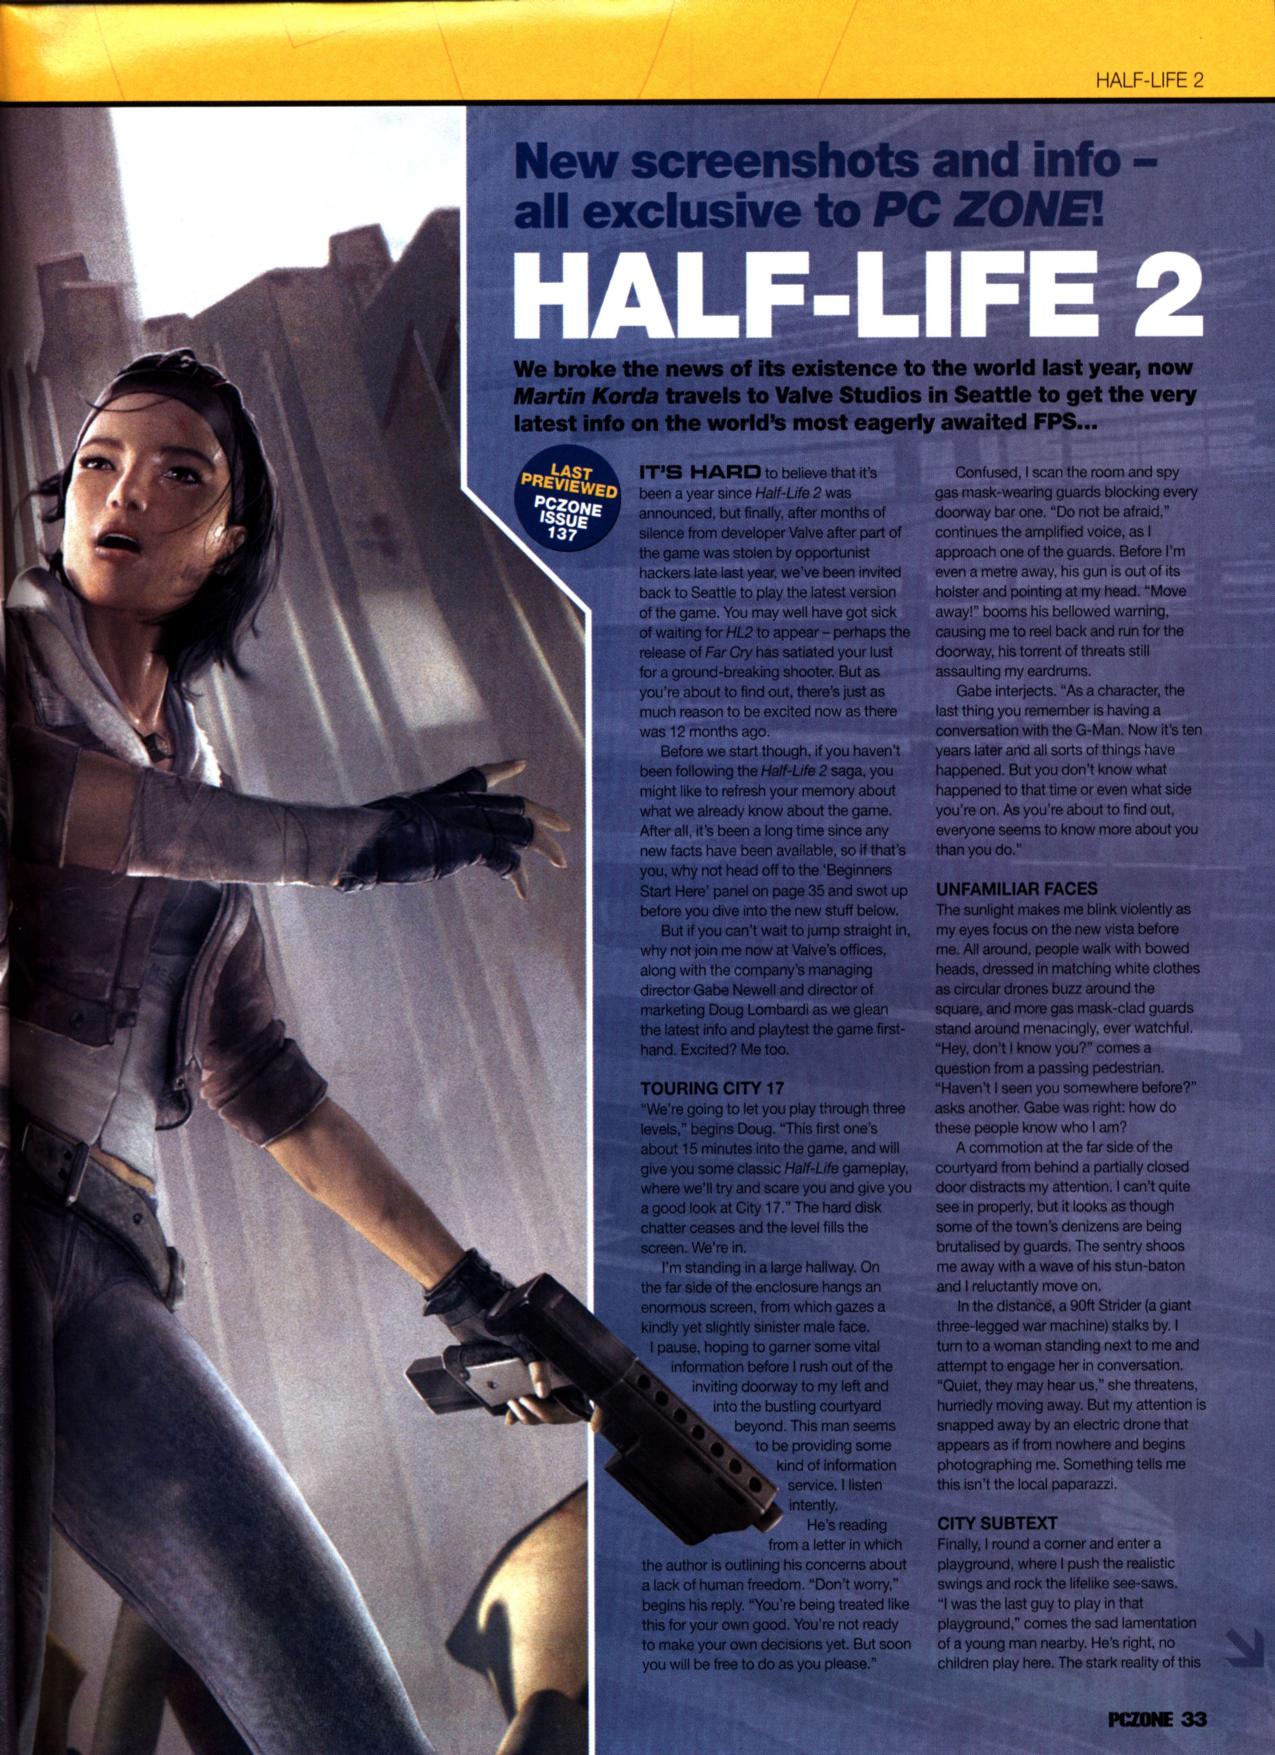 HALF-LIFE 2
New screenshots and info –
all exclusive to PC ZONE!
HALF-LIFE 2
We broke the news of its existence to the world last year, now
Martin Korda travels to Valve Studios in Seattle to get the very
latest info on the world's most eagerly awaited FPS...
LAST
PREVIEWED
PCZONE
ISSUE
137
IT'S HARD to believe that it's
been a year since Half-Life 2 was
announced, but finally, after months of
silence from developer Valve after part of
the game was stolen by opportunist
hackers late last year, we've been invited
back to Seattle to play the latest version
of the game. You may well have got sick
of waiting for HL2 to appear – perhaps the
release of Far Cry has satiated your lust
for a ground-breaking shooter. But as
you're about to find out, there's just as
much reason to be excited now as there
was 12 months ago.
Before we start though, if you haven't
been following the Half-Life 2 saga, you
might like to refresh your memory about
what we already know about the game.
After all, it's been a long time since any
new facts have been available, so if that's
you, why not head off to the 'Beginners
Start Here' panel on page 35 and swot up
before you dive into the new stuff below.
But if you can't wait to jump straight in,
why not join me now at Valve's offices,
along with the company's managing
director Gabe Newell and director of
marketing Doug Lombardi as we glean
the latest info and playtest the game first-
hand. Excited? Me too.
TOURING CITY 17
"We're going to let you play through three
levels," begins Doug. "This first one's
about 15 minutes into the game, and will
give you some classic Half-Life gameplay,
where we'll try and scare you and give you
a good look at City 17." The hard disk
chatter ceases and the level fills the
screen. We're in.
I'm standing in a large hallway. On
the far side of the enclosure hangs an
enormous screen, from which gazes a
kindly yet slightly sinister male face.
I pause, hoping to garner some vital
information before I rush out of the
inviting doorway to my left and
into the bustling courtyard
beyond. This man seems
to be providing some
kind of information
service. I listen
intently.
He's reading
from a letter in which
the author is outlining his concerns about
a lack of human freedom. "Don't worry,"
begins his reply. "You're being treated like
this for your own good. You're not ready
to make your own decisions yet. But soon
you will be free to do as you please."
Confused, I scan the room and spy
gas mask-wearing guards blocking every
doorway bar one. "Do not be afraid,"
continues the amplified voice, as I
approach one of the guards. Before I'm
even a metre away, his gun is out of its
holster and pointing at my head. "Move
away!" booms his bellowed warning,
causing me to reel back and run for the
doorway, his torrent of threats still
assaulting my eardrums.
Gabe interjects. "As a character, the
last thing you remember is having a
conversation with the G-Man. Now it's ten
years later and all sorts of things have
happened. But you don't know what
happened to that time or even what side
you're on. As you're about to find out,
everyone seems to know more about you
than you do."
UNFAMILIAR FACES
The sunlight makes me blink violently as
my eyes focus on the new vista before
me. All around, people walk with bowed
heads, dressed in matching white clothes
as circular drones buzz around the
square, and more gas mask-clad guards
stand around menacingly, ever watchful.
"Hey, don't I know you?" comes a
question from a passing pedestrian.
"Haven't I seen you somewhere before?"
asks another. Gabe was right: how do
these people know who I am?
A commotion at the far side of the
courtyard from behind a partially closed
door distracts my attention. I can't quite
see in properly, but it looks as though
some of the town's denizens are being
brutalised by guards. The sentry shoos
me away with a wave of his stun-baton
and I reluctantly move on.
In the distance, a 90ft Strider (a giant
three-legged war machine) stalks by. I
turn to a woman standing next to me and
attempt to engage her in conversation.
"Quiet, they may hear us," she threatens,
hurriedly moving away. But my attention is
snapped away by an electric drone that
appears as if from nowhere and begins
photographing me. Something tells me
this isn't the local paparazzi.
CITY SUBTEXT
Finally, I round a corner and enter a
playground, where I push the realistic
swings and rock the lifelike see-saws.
"I was the last guy to play in that
playground," comes the sad lamentation
of a young man nearby. He's right, no
children play here. The stark reality of this
PCZONE 33